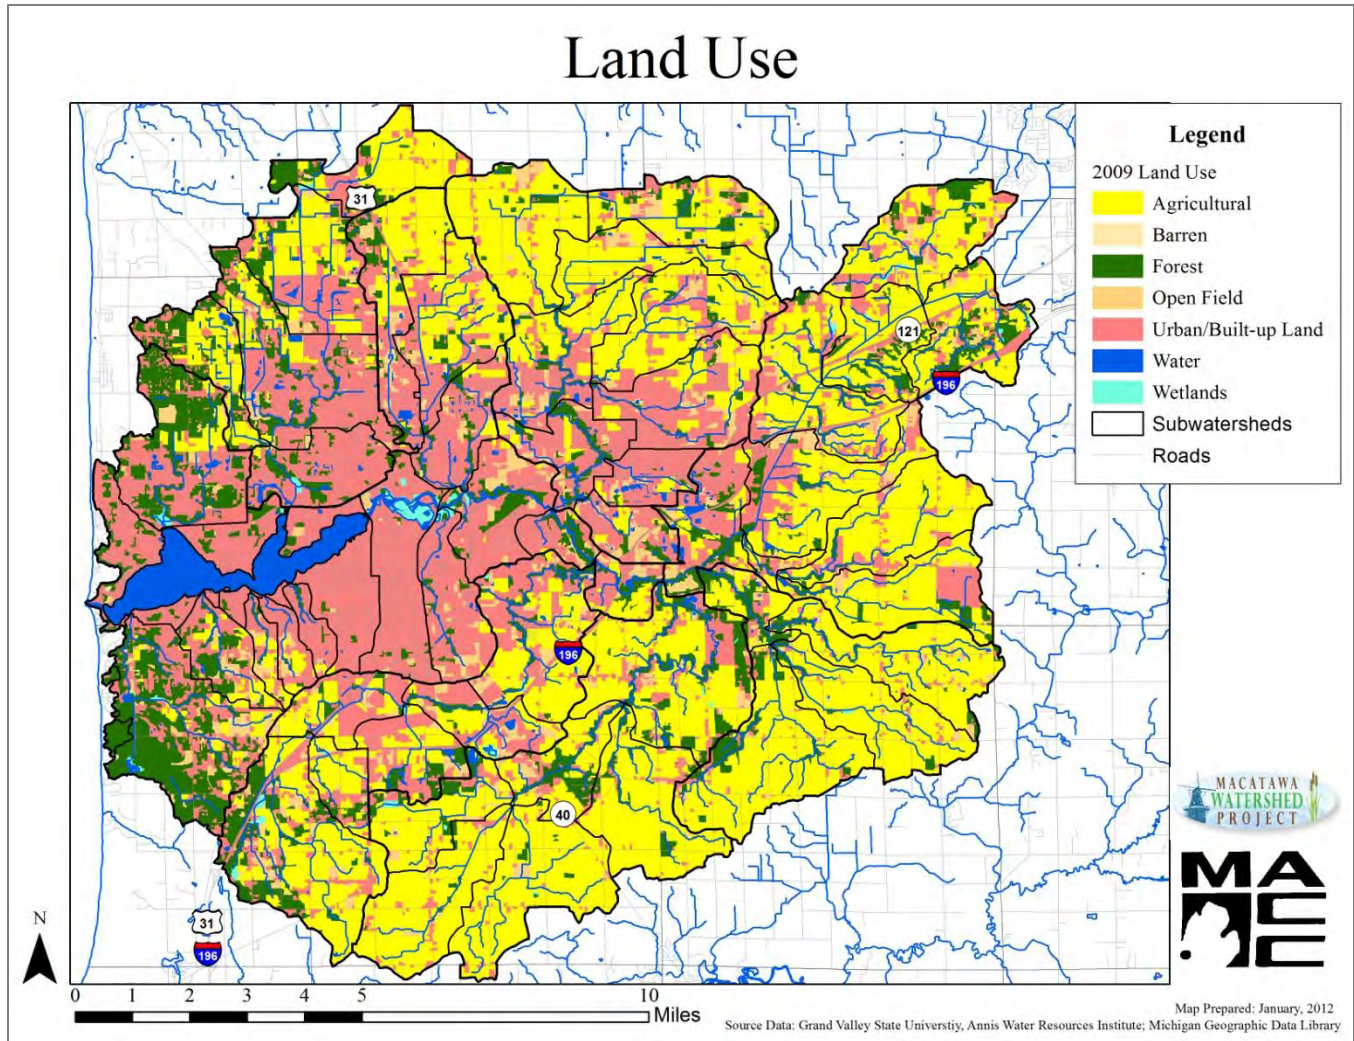 Land Use
Legend
2009 Land Use
Agricultural
Barren
Forest
Open Field
Urban/Built-up Land
Water
Wetlands
Subwatersheds
Roads
31
121
196
196
40
31
196
MACATAWA
WATERSHED
PROJECT
MACC
N
0 1 2 3 4 5 10 Miles
Map Prepared: January, 2012
Source Data: Grand Valley State Universtiy, Annis Water Resources Institute; Michigan Geographic Data Library